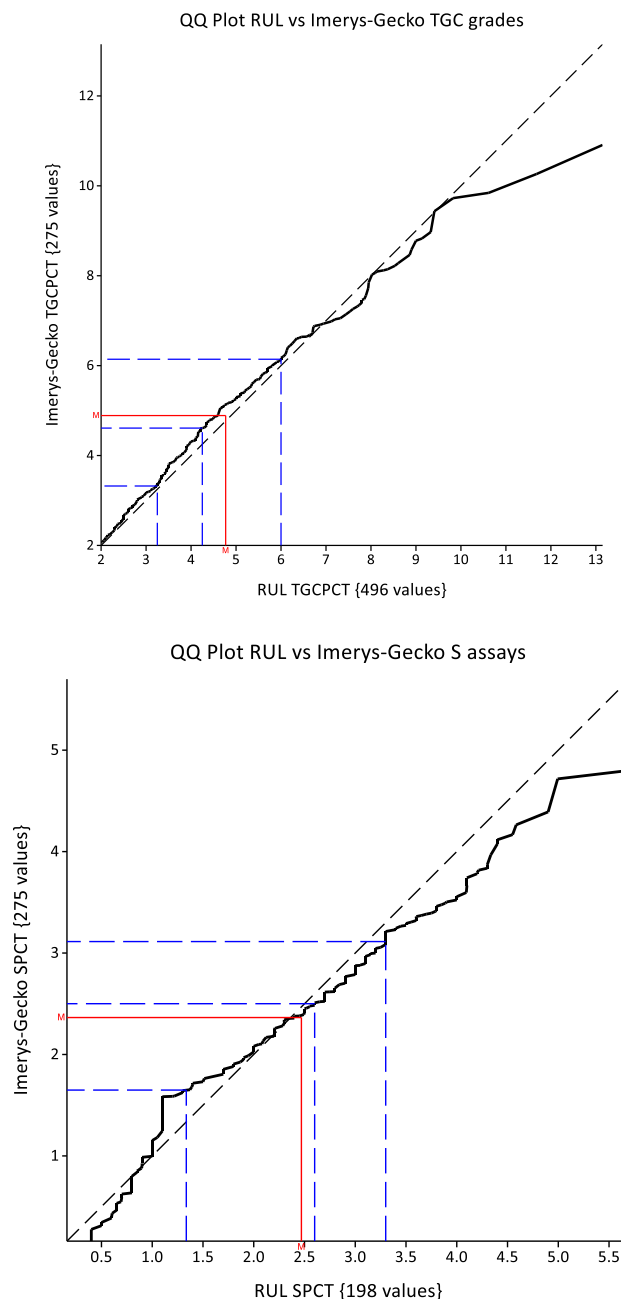 QQ Plot RUL vs Imerys-Gecko TGC grades
Imerys-Gecko TGCPCT {275 values}
12
10
8
6
4
2
M
2 3 4 5 6 7 8 9 10 11 12 13
M
RUL TGCPCT {496 values}
QQ Plot RUL vs Imerys-Gecko S assays
Imerys-Gecko SPCT {275 values}
5
4
3
2
1
M
M
0.5 1.0 1.5 2.0 2.5 3.0 3.5 4.0 4.5 5.0 5.5
RUL SPCT {198 values}